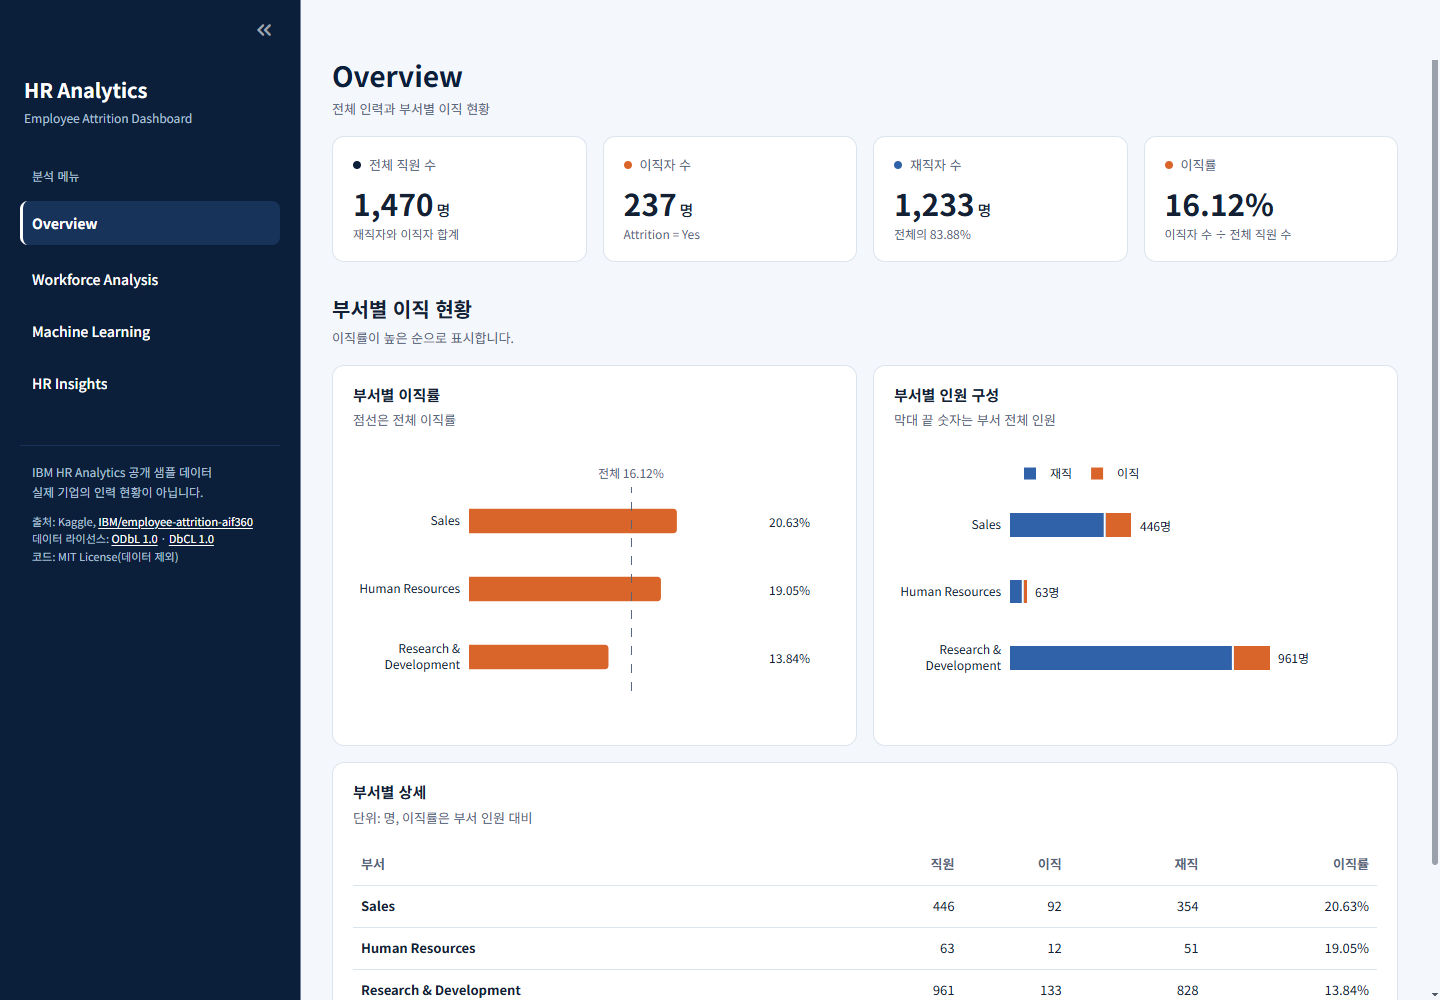 HR Analytics
Employee Attrition Dashboard
분석 메뉴
Overview
Workforce Analysis
Machine Learning
HR Insights
IBM HR Analytics 공개 샘플 데이터
실제 기업의 인력 현황이 아닙니다.
출처: Kaggle, IBM/employee-attrition-aif360
데이터 라이선스: ODbL 1.0 · DbCL 1.0
코드: MIT License(데이터 제외)
Overview
전체 인력과 부서별 이직 현황
전체 직원 수
1,470 명
재직자와 이직자 합계
이직자 수
237 명
Attrition = Yes
재직자 수
1,233 명
전체의 83.88%
이직률
16.12%
이직자 수 ÷ 전체 직원 수
부서별 이직 현황
이직률이 높은 순으로 표시합니다.
부서별 이직률
점선은 전체 이직률
전체 16.12%
Sales 20.63%
Human Resources 19.05%
Research &
Development 13.84%
부서별 인원 구성
막대 끝 숫자는 부서 전체 인원
재직 이직
Sales 446명
Human Resources 63명
Research &
Development 961명
부서별 상세
단위: 명, 이직률은 부서 인원 대비
부서 직원 이직 재직 이직률
Sales 446 92 354 20.63%
Human Resources 63 12 51 19.05%
Research & Development 961 133 828 13.84%